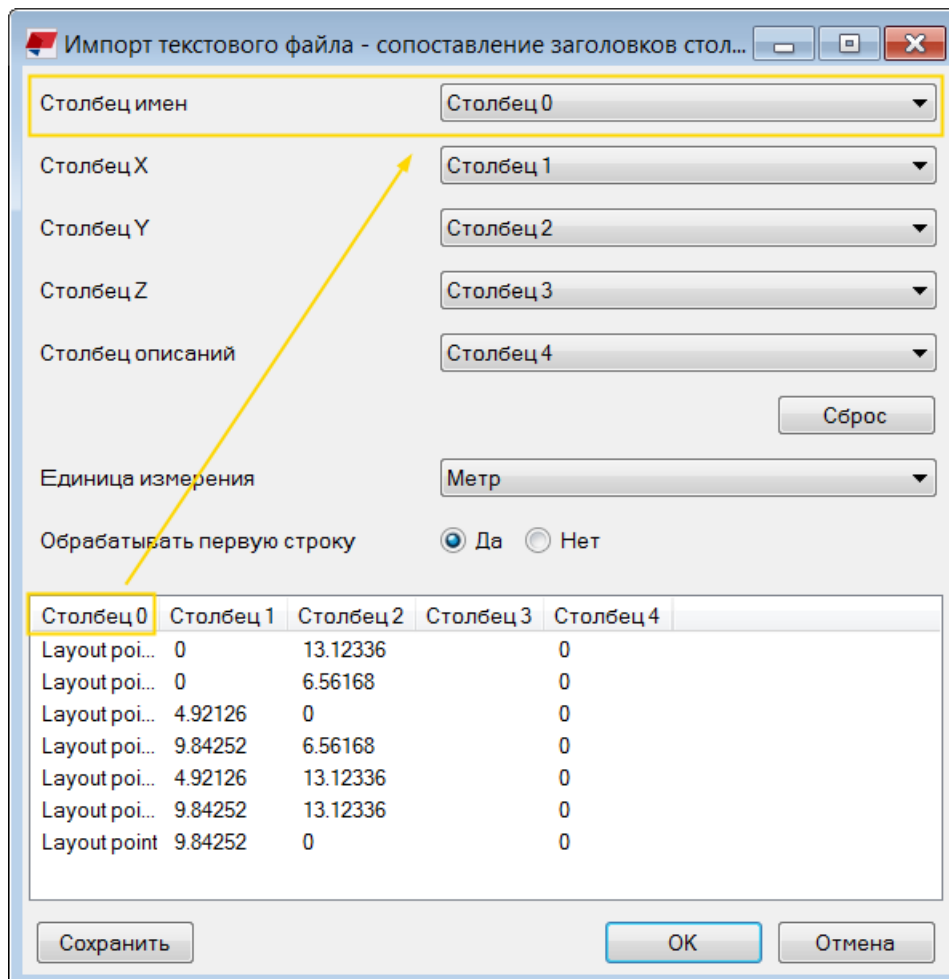 Импорт текстового файла - сопоставление заголовков стол...
Столбец имен Столбец 0
Столбец X Столбец 1
Столбец Y Столбец 2
Столбец Z Столбец 3
Столбец описаний Столбец 4
Сброс
Единица измерения Метр
Обрабатывать первую строку Да Нет
Столбец 0 Столбец 1 Столбец 2 Столбец 3 Столбец 4
Layout poi... 0 13.12336 0
Layout poi... 0 6.56168 0
Layout poi... 4.92126 0 0
Layout poi... 9.84252 6.56168 0
Layout poi... 4.92126 13.12336 0
Layout poi... 9.84252 13.12336 0
Layout point 9.84252 0 0
Сохранить OK Отмена